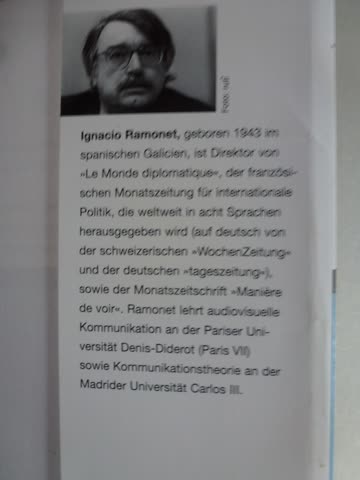 Foto: rub
Ignacio Ramonet, geboren 1943 im
spanischen Galicien, ist Direktor von
»Le Monde diplomatique«, der französi-
schen Monatszeitung für internationale
Politik, die weltweit in acht Sprachen
herausgegeben wird (auf deutsch von
der schweizerischen »WochenZeitung«
und der deutschen »tageszeitung«),
sowie der Monatszeitschrift »Manière
de voir«. Ramonet lehrt audiovisuelle
Kommunikation an der Pariser Uni-
versität Denis-Diderot (Paris VII)
sowie Kommunikationstheorie an der
Madrider Universität Carlos III.